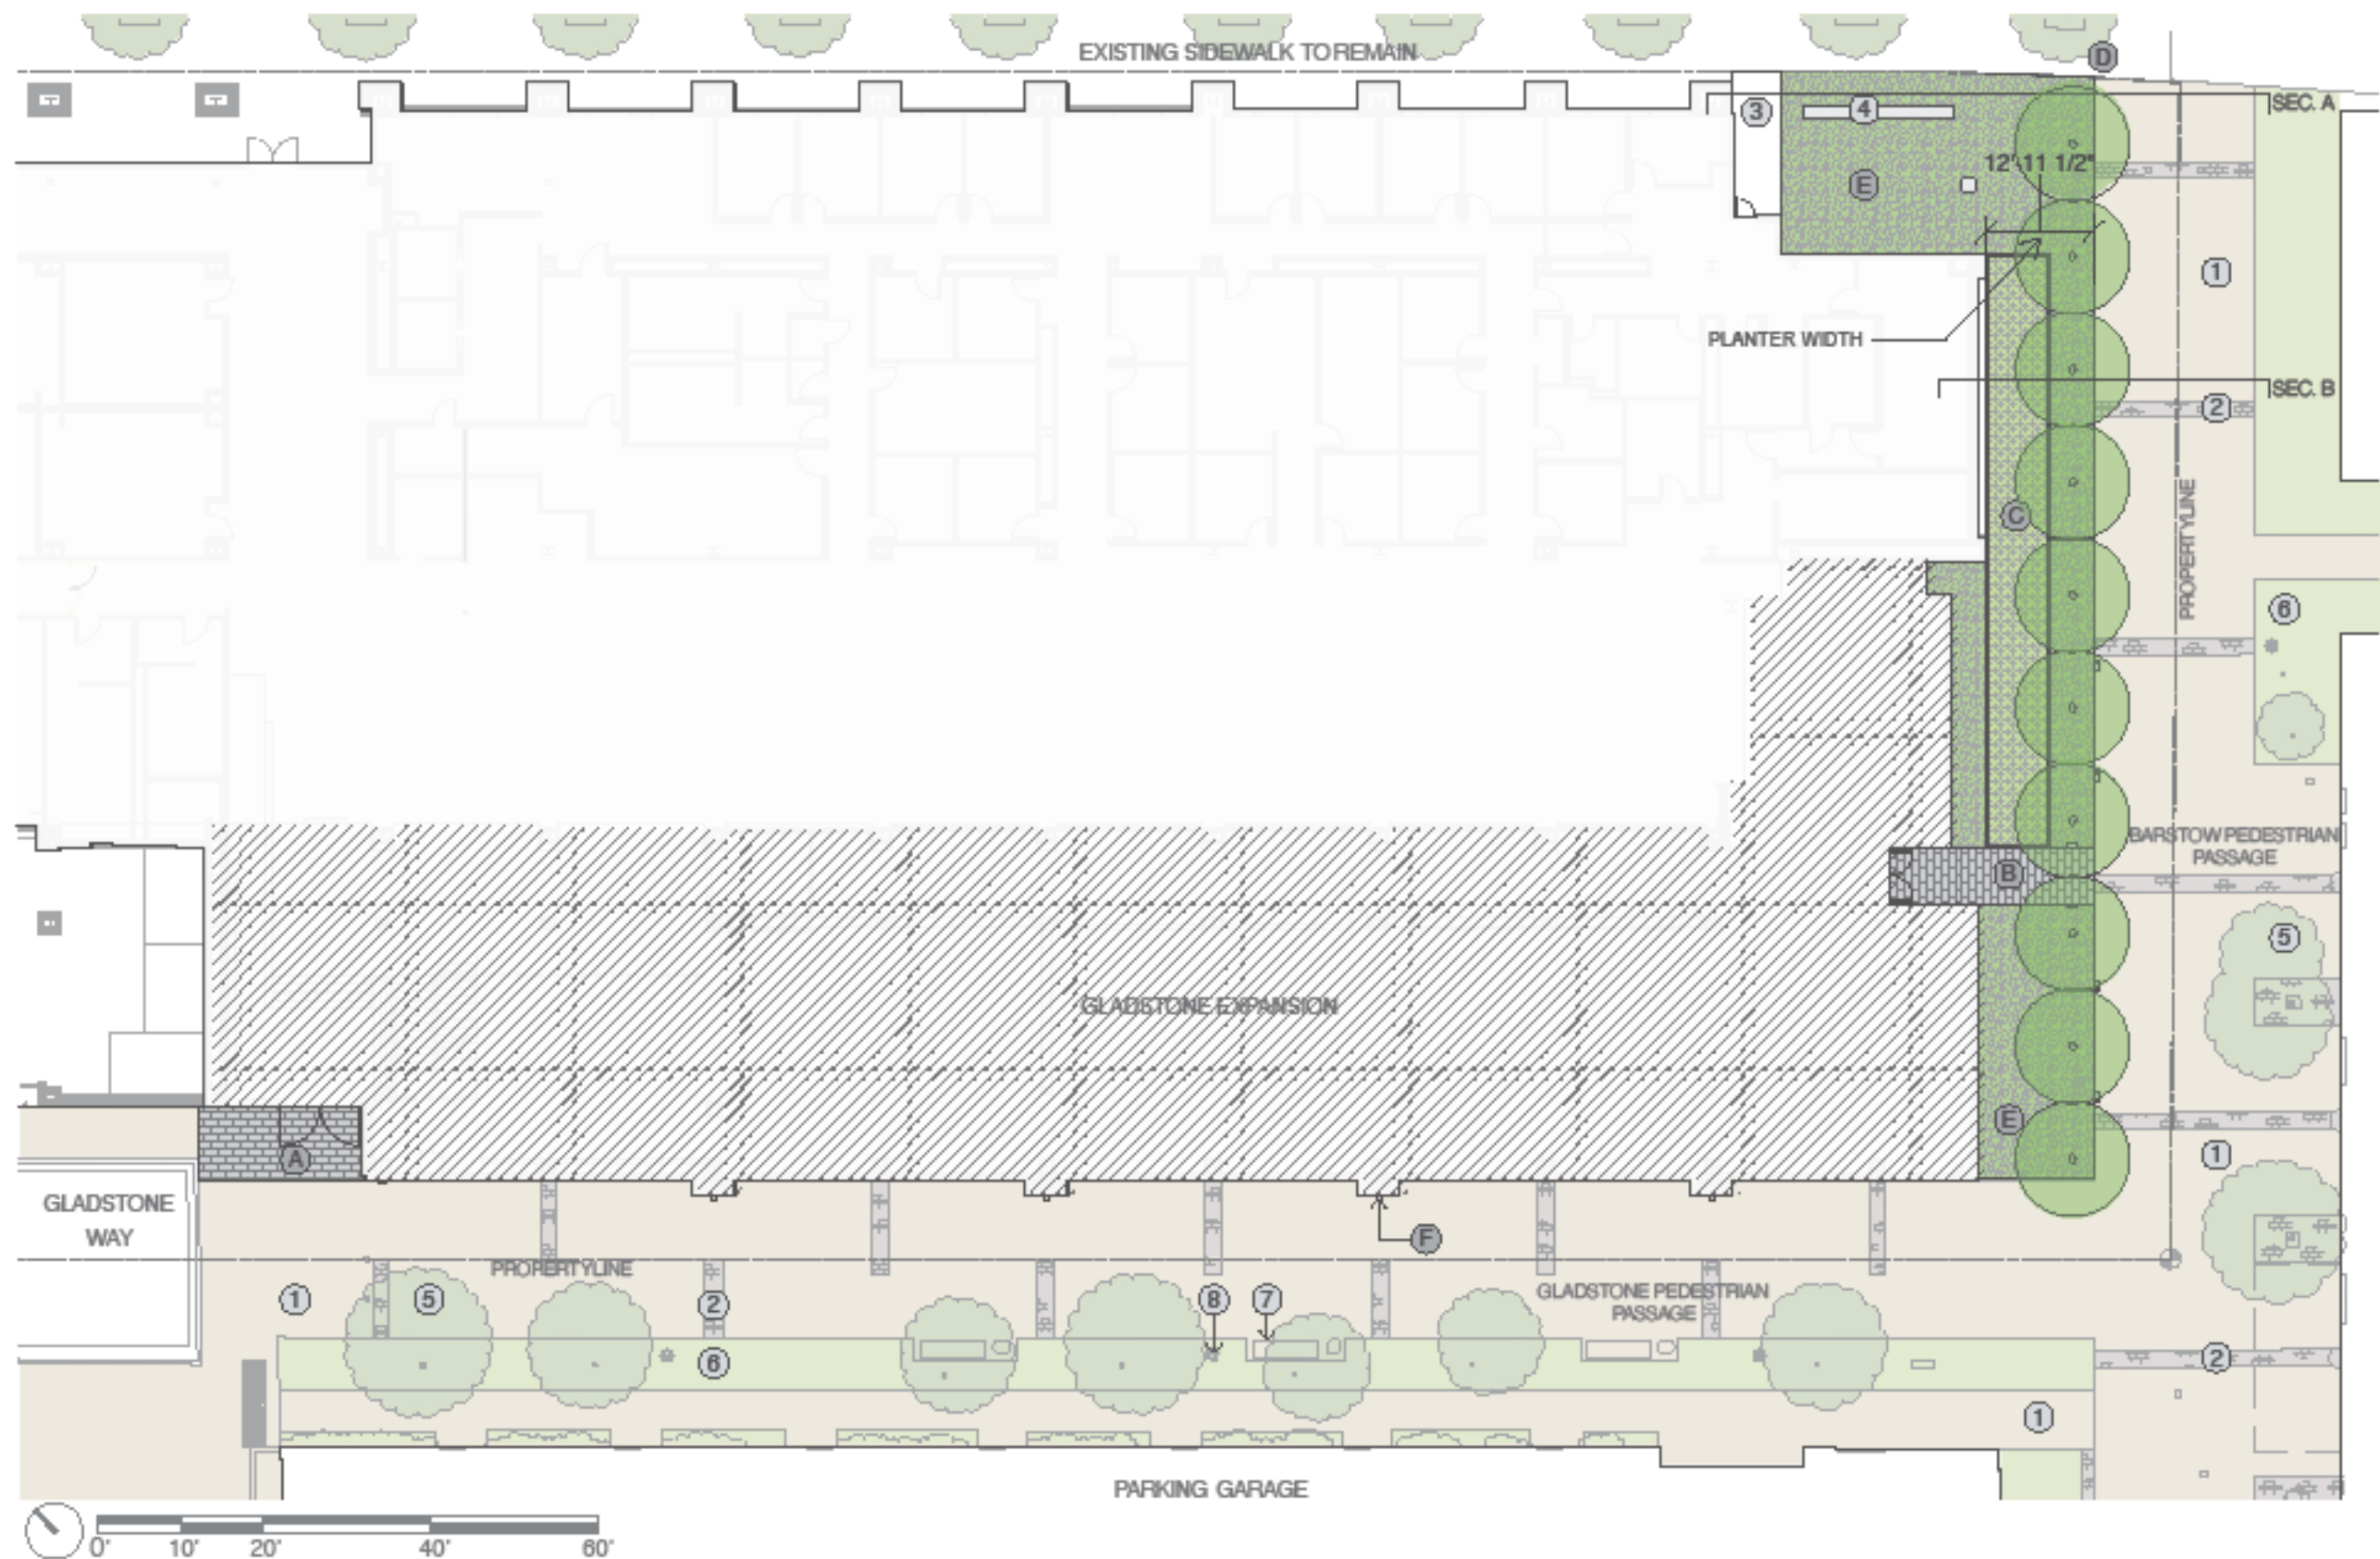 EXISTING SIDEWALK TO REMAIN
D
SEC. A
3
4
12'-11 1/2"
E
1
PLANTER WIDTH
SEC. B
2
C
PROPERTY LINE
6
BARSTOW PEDESTRIAN
PASSAGE
B
5
GLADSTONE EXPANSION
E
A
1
GLADSTONE
WAY
F
PROPERTY LINE
GLADSTONE PEDESTRIAN
PASSAGE
1
5
2
8
7
6
2
1
PARKING GARAGE
0'
10'
20'
40'
60'